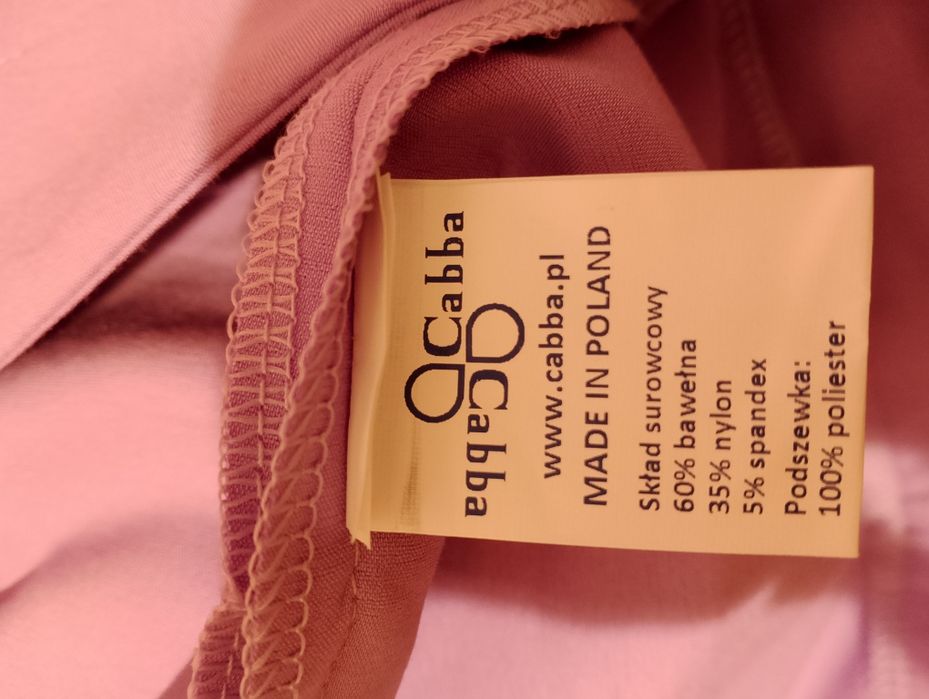 Cabba
Cabba
www.cabba.pl
MADE IN POLAND
Skład surowcowy
60% bawełna
35% nylon
5% spandex
Podszewka:
100% poliester